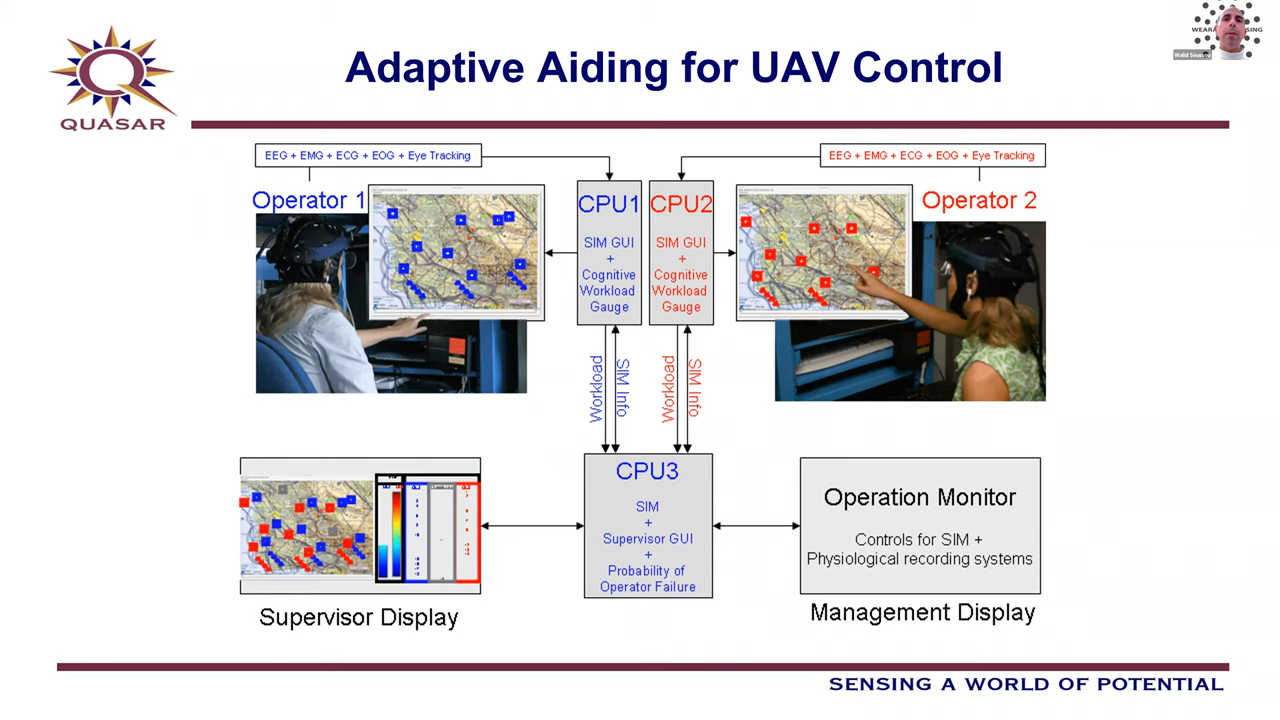 Adaptive Aiding for UAV Control
QUASAR
EEG + EMG + ECG + EOG + Eye Tracking
EEG + EMG + ECG + EOG + Eye Tracking
Operator 1
CPU1
SIM GUI
+
Cognitive
Workload
Gauge
CPU2
SIM GUI
+
Cognitive
Workload
Gauge
Operator 2
Workload
SIM Info
Workload
SIM Info
CPU3
SIM
+
Supervisor GUI
+
Probability of
Operator Failure
Operation Monitor
Controls for SIM +
Physiological recording systems
Supervisor Display
Management Display
SENSING A WORLD OF POTENTIAL